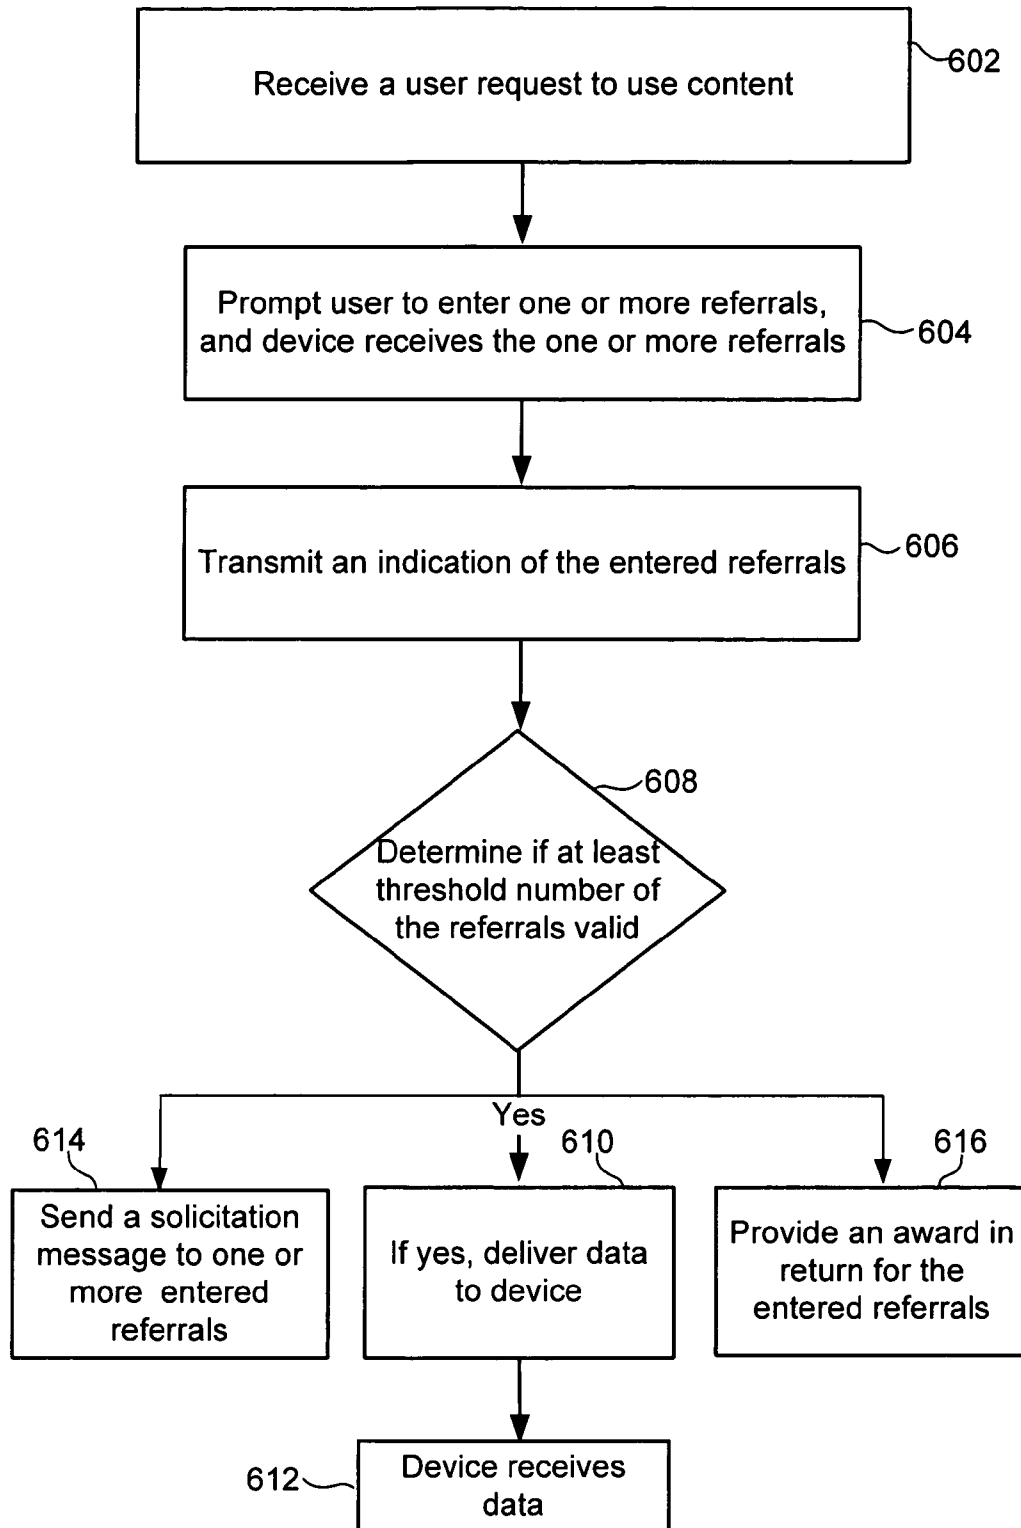 Receive a user request to use content
602
Prompt user to enter one or more referrals,
and device receives the one or more referrals
604
Transmit an indication of the entered referrals
606
608
Determine if at least
threshold number of
the referrals valid
Yes
614
610
616
Send a solicitation
message to one or
more entered
referrals
If yes, deliver data
to device
Provide an award in
return for the
entered referrals
612
Device receives
data